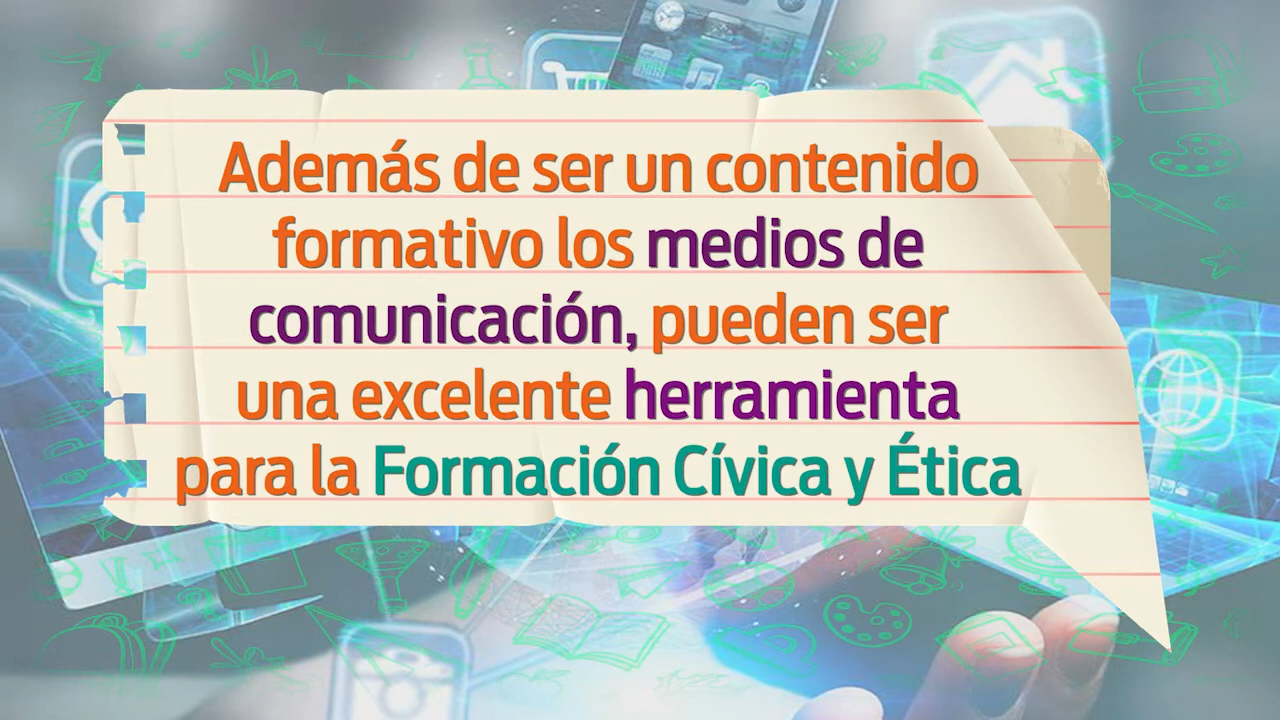 Además de ser un contenido
formativo los medios de
comunicación, pueden ser
una excelente herramienta
para la Formación Cívica y Ética